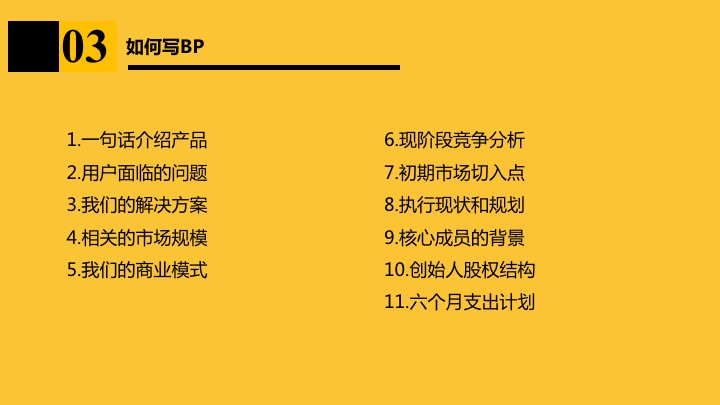 03
如何写BP
1.一句话介绍产品
2.用户面临的问题
3.我们的解决方案
4.相关的市场规模
5.我们的商业模式
6.现阶段竞争分析
7.初期市场切入点
8.执行现状和规划
9.核心成员的背景
10.创始人股权结构
11.六个月支出计划